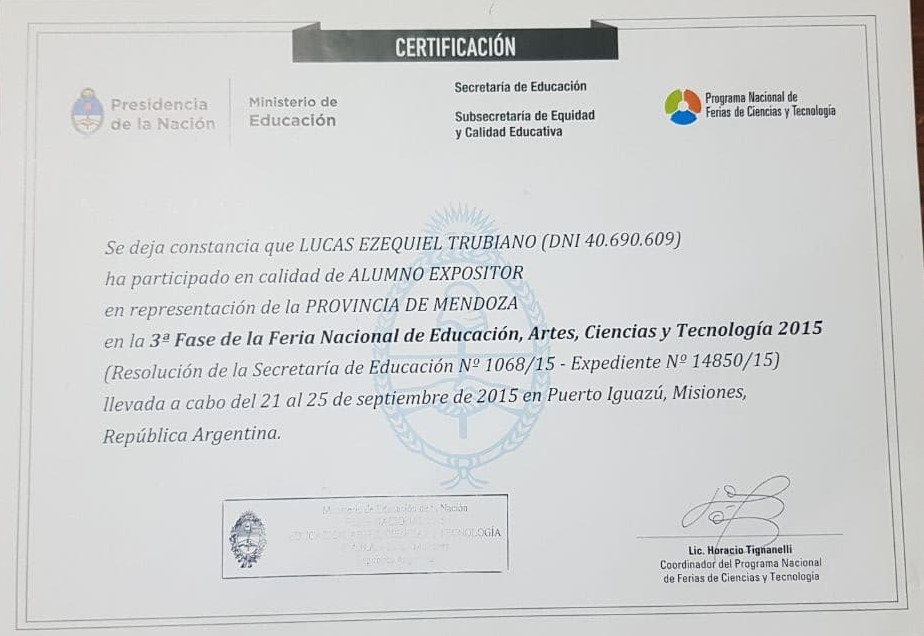 CERTIFICACIÓN
Presidencia
de la Nación
Ministerio de
Educación
Secretaría de Educación
Subsecretaría de Equidad
y Calidad Educativa
Programa Nacional de
Ferias de Ciencias y Tecnología
Se deja constancia que LUCAS EZEQUIEL TRUBIANO (DNI 40.690.609)
ha participado en calidad de ALUMNO EXPOSITOR
en representación de la PROVINCIA DE MENDOZA
en la 3ª Fase de la Feria Nacional de Educación, Artes, Ciencias y Tecnología 2015
(Resolución de la Secretaría de Educación Nº 1068/15 - Expediente Nº 14850/15)
llevada a cabo del 21 al 25 de septiembre de 2015 en Puerto Iguazú, Misiones,
República Argentina.
Ministerio de Educación de la Nación
TECNOLOGÍA
Lic. Horacio Tignanelli
Coordinador del Programa Nacional
de Ferias de Ciencias y Tecnología